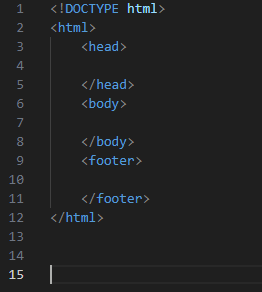 1 <!DOCTYPE html>
2 <html>
3     <head>
4
5     </head>
6     <body>
7
8     </body>
9     <footer>
10
11     </footer>
12 </html>
13
14
15